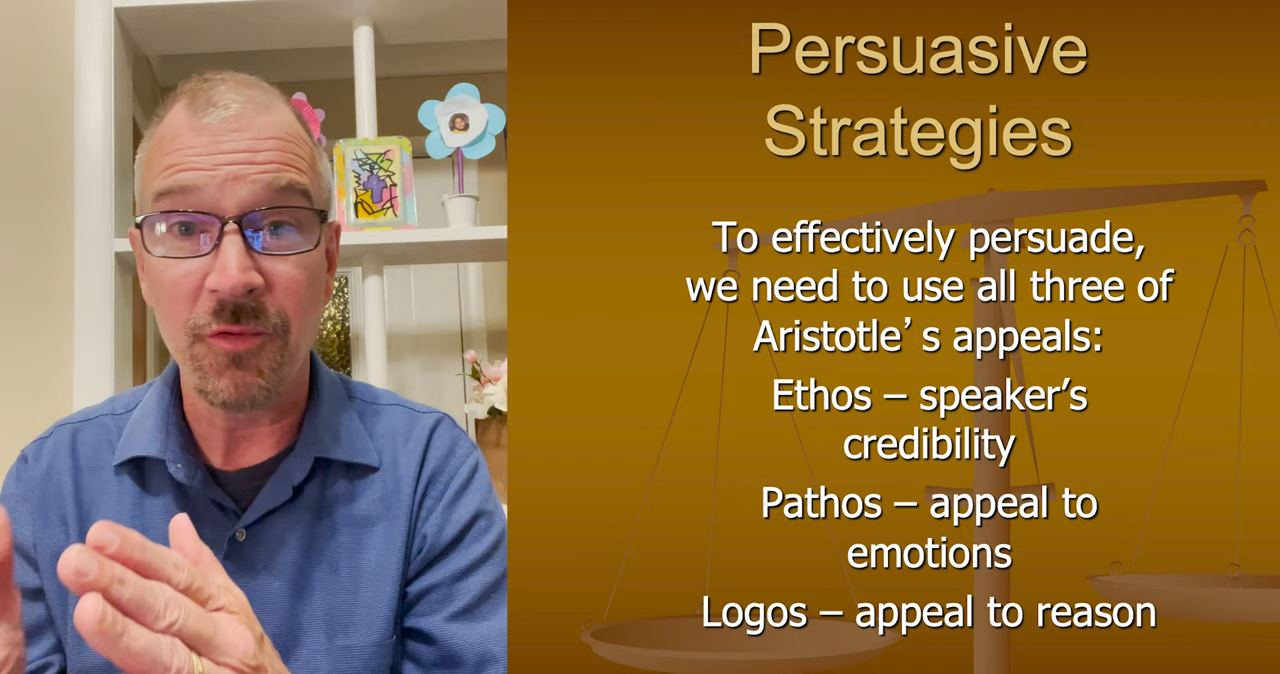 Persuasive
Strategies
To effectively persuade,
we need to use all three of
Aristotle’ s appeals:
Ethos – speaker’s
credibility
Pathos – appeal to
emotions
Logos – appeal to reason